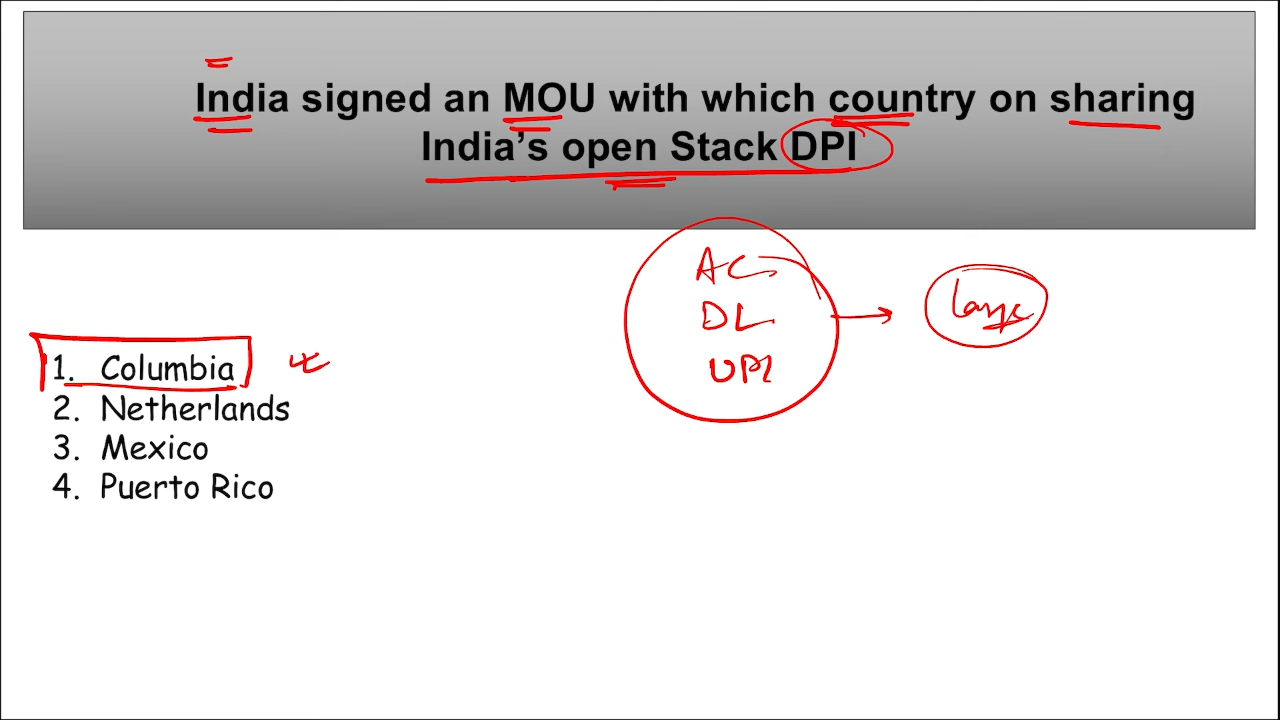 India signed an MOU with which country on sharing
India's open Stack DPI
AC
DL
UPI
large
1. Columbia
2. Netherlands
3. Mexico
4. Puerto Rico